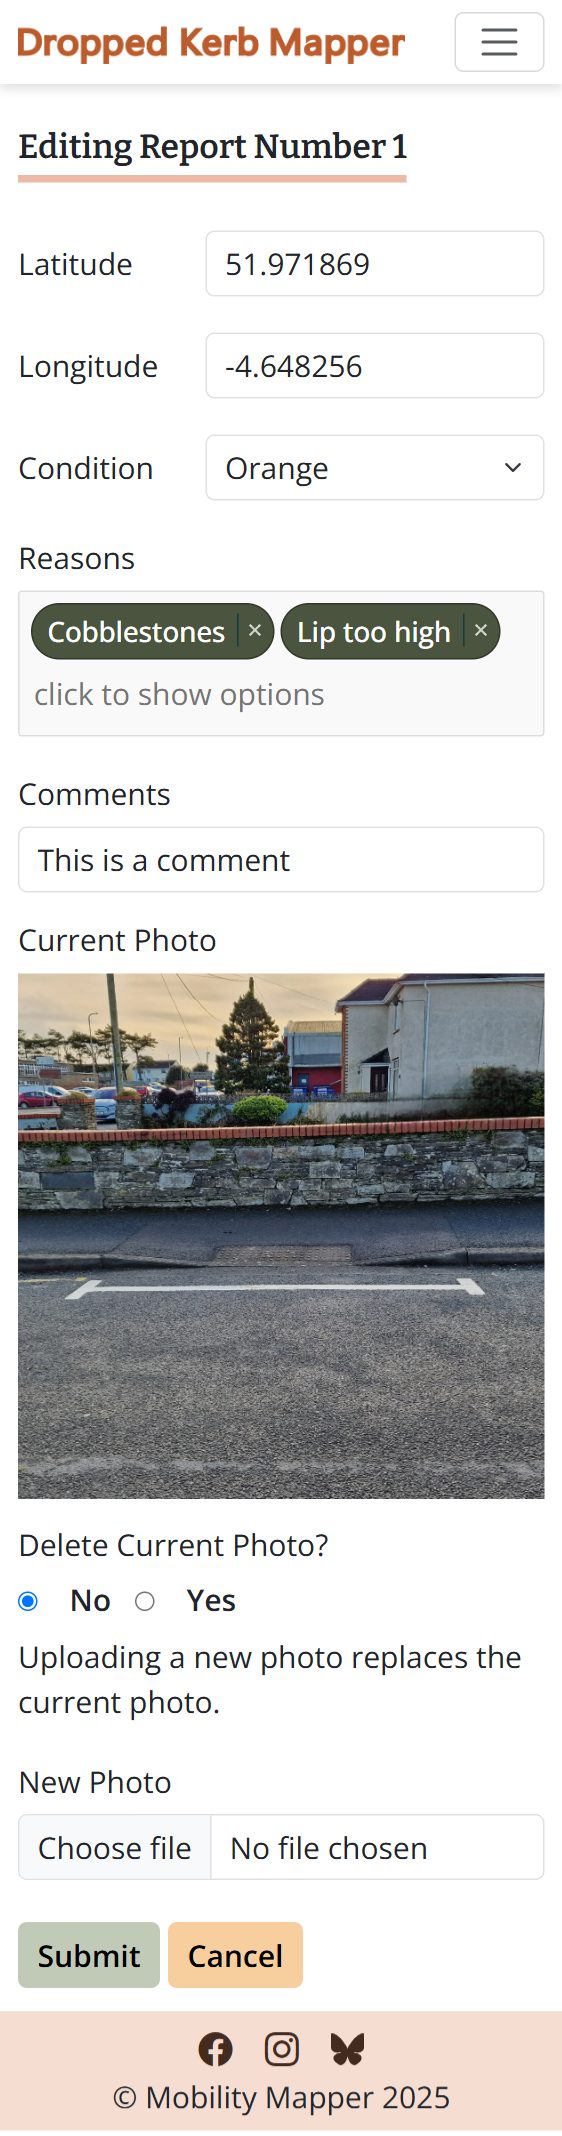 Dropped Kerb Mapper
Editing Report Number 1
Latitude 51.971869
Longitude -4.648256
Condition Orange
Reasons
Cobblestones × Lip too high ×
click to show options
Comments
This is a comment
Current Photo
Delete Current Photo?
No Yes
Uploading a new photo replaces the
current photo.
New Photo
Choose file No file chosen
Submit Cancel
© Mobility Mapper 2025